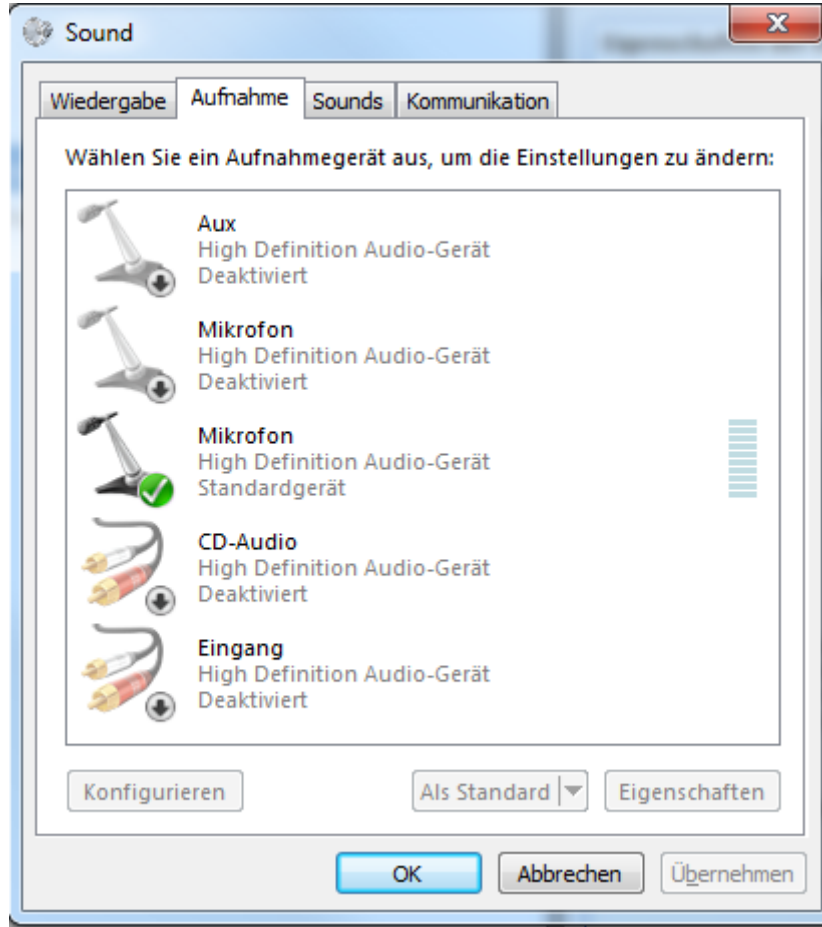 Sound
Wiedergabe Aufnahme Sounds Kommunikation
Wählen Sie ein Aufnahmegerät aus, um die Einstellungen zu ändern:
Aux
High Definition Audio-Gerät
Deaktiviert
Mikrofon
High Definition Audio-Gerät
Deaktiviert
Mikrofon
High Definition Audio-Gerät
Standardgerät
CD-Audio
High Definition Audio-Gerät
Deaktiviert
Eingang
High Definition Audio-Gerät
Deaktiviert
Konfigurieren Als Standard Eigenschaften
OK Abbrechen Übernehmen